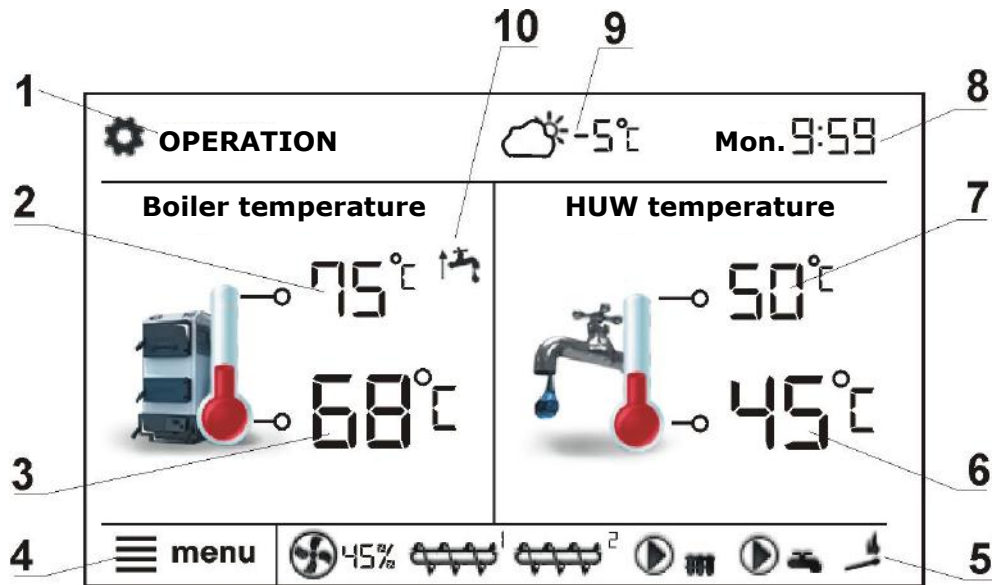 10
9
1
8
OPERATION
-5°C
Mon. 9:59
2
7
Boiler temperature
HUW temperature
75°C
50°C
68°C
45°C
3
6
4
menu
45%
1
2
5